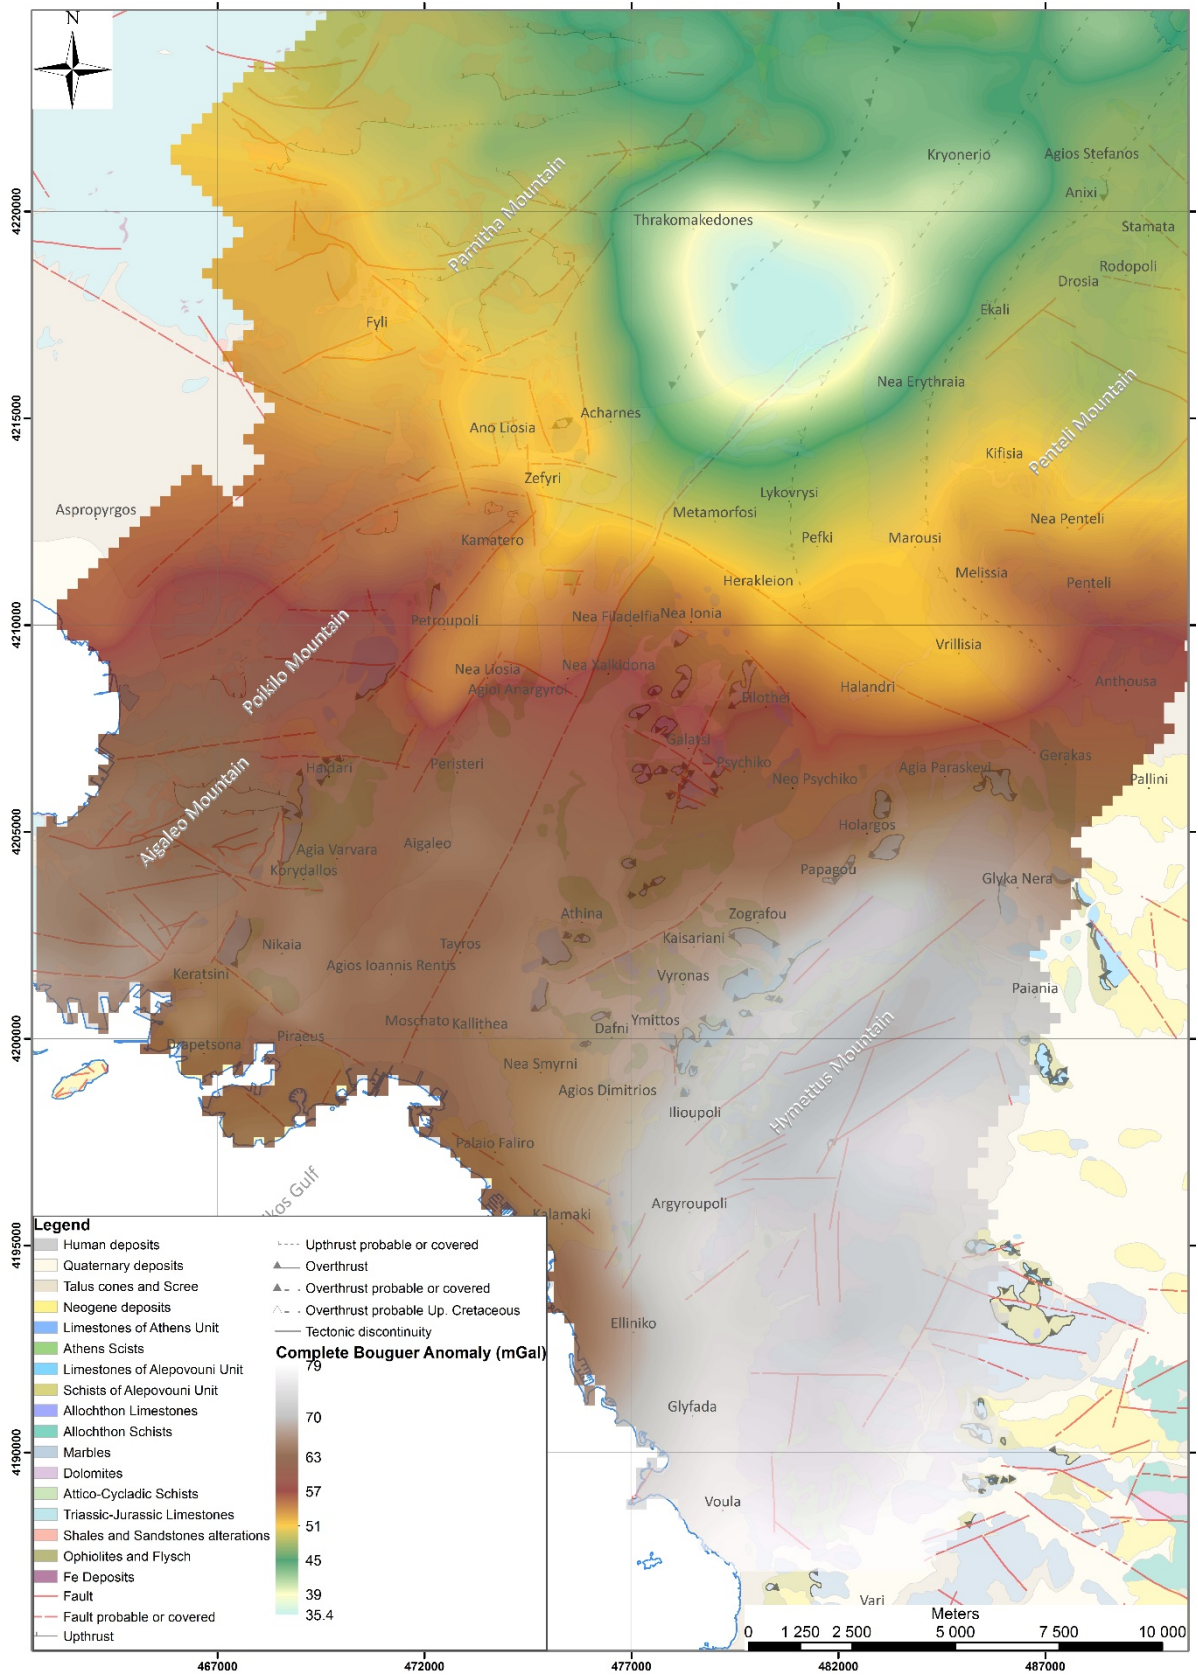 N
Kryonerio
Agios Stefanos
Anixi
4220000
Thrakomakedones
Stamata
Parnitha Mountain
Rodopoli
Drosia
Ekali
Fyli
Nea Erythraia
4215000
Acharnes
Ano Liosia
Penteli Mountain
Kifisia
Zefyri
Lykovrysi
Aspropyrgos
Metamorfosi
Nea Penteli
Kamatero
Pefki
Marousi
Melissia
Herakleion
Penteli
4210000
Petroupoli
Nea Filadelfia
Nea Ionia
Vrillisia
Poikilo Mountain
Nea Liosia
Nea Xalkidona
Agioi Anargyroi
Filothei
Halandri
Anthousa
Galatsi
Gerakas
Haidari
Peristeri
Psychiko
Neo Psychiko
Agia Paraskevi
Pallini
Aigaleo Mountain
4205000
Holargos
Agia Varvara
Aigaleo
Korydallos
Papagou
Glyka Nera
Athina
Zografou
Nikaia
Tayros
Kaisariani
Keratsini
Agios Ioannis Rentis
Vyronas
Paiania
Moschato
Kallithea
Ymittos
Dafni
4200000
Drapetsona
Piraeus
Nea Smyrni
Hymettus Mountain
Agios Dimitrios
Ilioupoli
Palaio Faliro
ikos Gulf
Argyroupoli
Kalamaki
4195000
Elliniko
Glyfada
4190000
Voula
Vari
Legend
Human deposits
Quaternary deposits
Talus cones and Scree
Neogene deposits
Limestones of Athens Unit
Athens Scists
Limestones of Alepovouni Unit
Schists of Alepovouni Unit
Allochthon Limestones
Allochthon Schists
Marbles
Dolomites
Attico-Cycladic Schists
Triassic-Jurassic Limestones
Shales and Sandstones alterations
Ophiolites and Flysch
Fe Deposits
Fault
Fault probable or covered
Upthrust
Upthrust probable or covered
Overthrust
Overthrust probable or covered
Overthrust probable Up. Cretaceous
Tectonic discontinuity
Complete Bouguer Anomaly (mGal)
79
70
63
57
51
45
39
35.4
Meters
0 1 250 2 500 5 000 7 500 10 000
467000 472000 477000 482000 487000